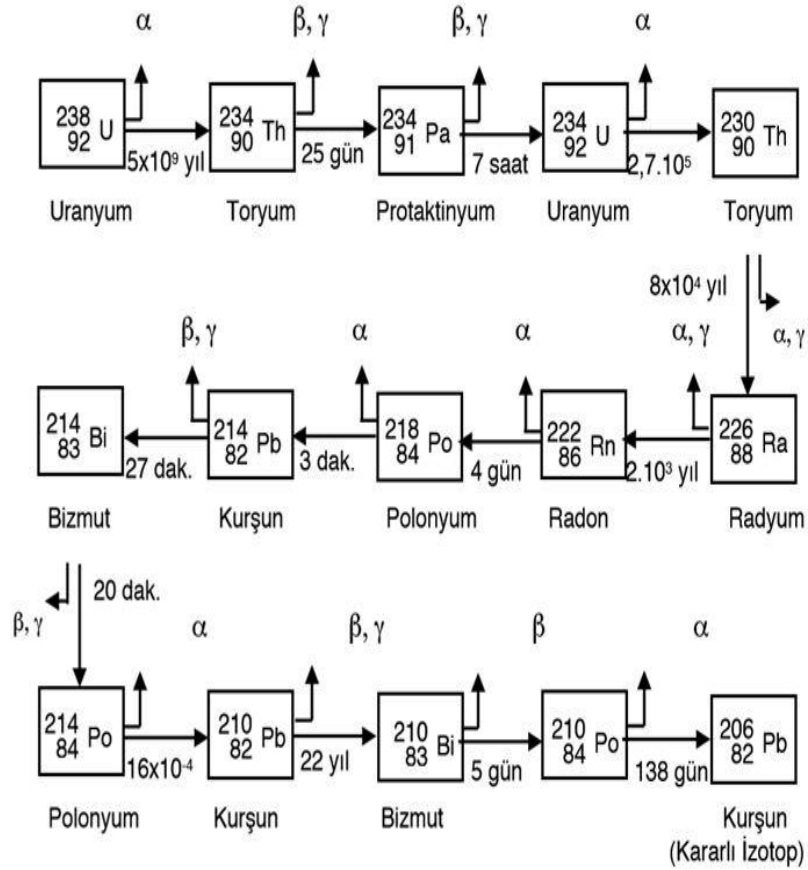 α β, γ β, γ α
238 92 U 234 90 Th 234 91 Pa 234 92 U 230 90 Th
5x10⁹ yıl 25 gün 7 saat 2,7.10⁵
Uranyum Toryum Protaktinyum Uranyum Toryum
8x10⁴ yıl α, γ
β, γ α α α, γ
214 83 Bi 214 82 Pb 218 84 Po 222 86 Rn 226 88 Ra
27 dak. 3 dak. 4 gün 2.10³ yıl
Bizmut Kurşun Polonyum Radon Radyum
β, γ 20 dak.
α β, γ β α
214 84 Po 210 82 Pb 210 83 Bi 210 84 Po 206 82 Pb
16x10⁻⁴ 22 yıl 5 gün 138 gün
Polonyum Kurşun Bizmut Kurşun
(Kararlı İzotop)